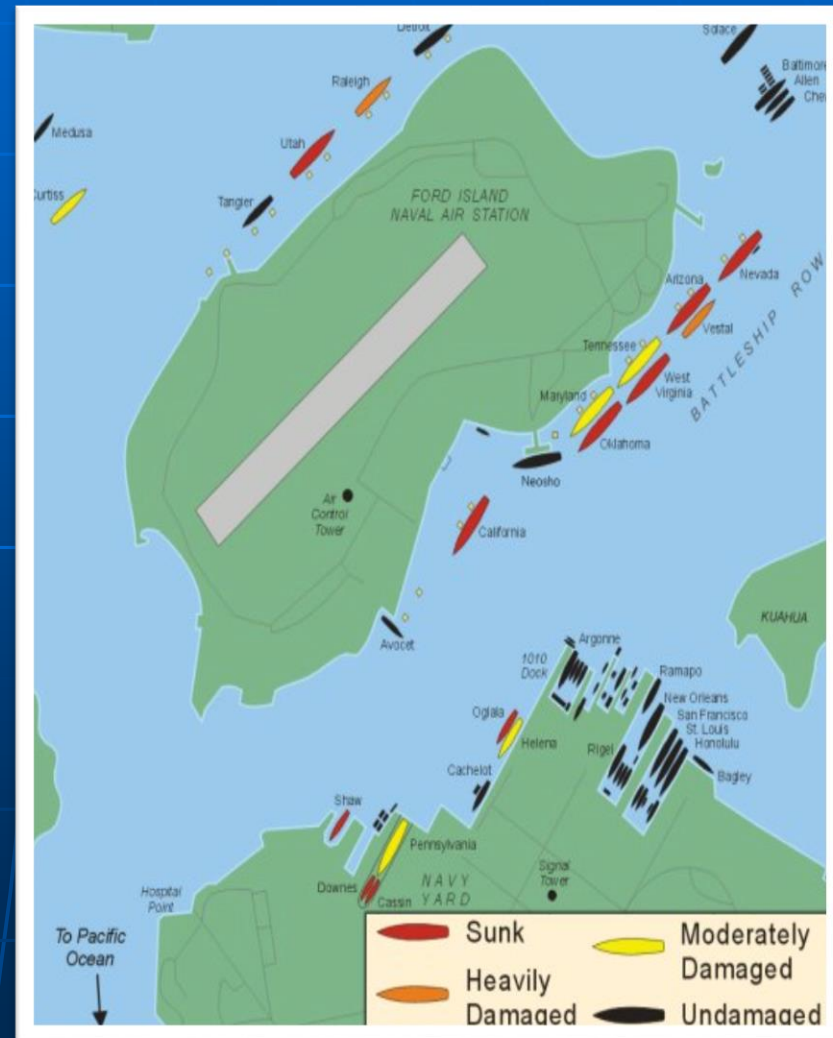 Detroit
Solace
Raleigh
Baltimore
Allen
Chew
Medusa
Utah
Curtiss
Tangier
FORD ISLAND
NAVAL AIR STATION
Nevada
Arizona
Vestal
BATTLESHIP ROW
Tennessee
West
Virginia
Maryland
Oklahoma
Neosho
Air
Control
Tower
California
KUAHUA
Avocet
1010
Dock
Argonne
Ramapo
New Orleans
San Francisco
St. Louis
Honolulu
Bagley
Oglala
Helena
Rigel
Cachelot
Shaw
Pennsylvania
Signal
Tower
Downes
Cassin
NAVY
YARD
Hospital
Point
To Pacific
Ocean
Sunk
Moderately
Damaged
Heavily
Damaged
Undamaged